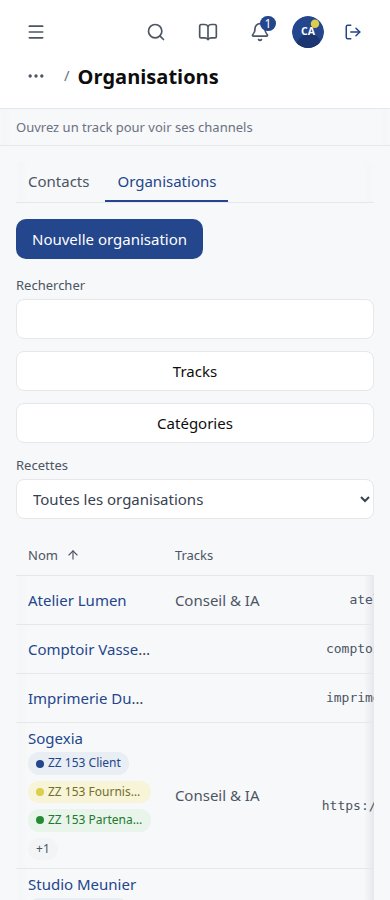 1
CA
... / Organisations
Ouvrez un track pour voir ses channels
Contacts Organisations
Nouvelle organisation
Rechercher
Tracks
Catégories
Recettes
Toutes les organisations
Nom Tracks
Atelier Lumen Conseil & IA ate
Comptoir Vasse... compto
Imprimerie Du... imprim
Sogexia
ZZ 153 Client
ZZ 153 Fournis...
ZZ 153 Partena...
Conseil & IA https:/
+1
Studio Meunier